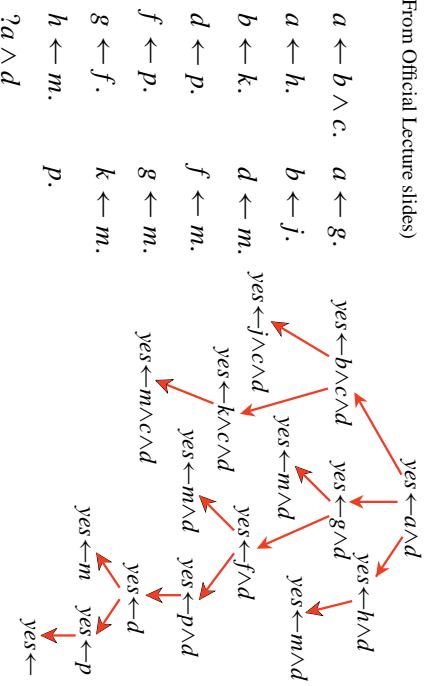 From Official Lecture slides)
a ← b ∧ c. a ← g.
a ← h. b ← j.
b ← k. d ← m.
d ← p. f ← m.
f ← p. g ← m.
g ← f. k ← m.
h ← m. p.
?a ∧ d
yes←a∧d
yes←b∧c∧d yes←g∧d yes←h∧d
yes←j∧c∧d yes←m∧d yes←m∧d
yes←k∧c∧d yes←f∧d
yes←m∧c∧d yes←m∧d yes←p∧d
yes←d
yes←m yes←p
yes←